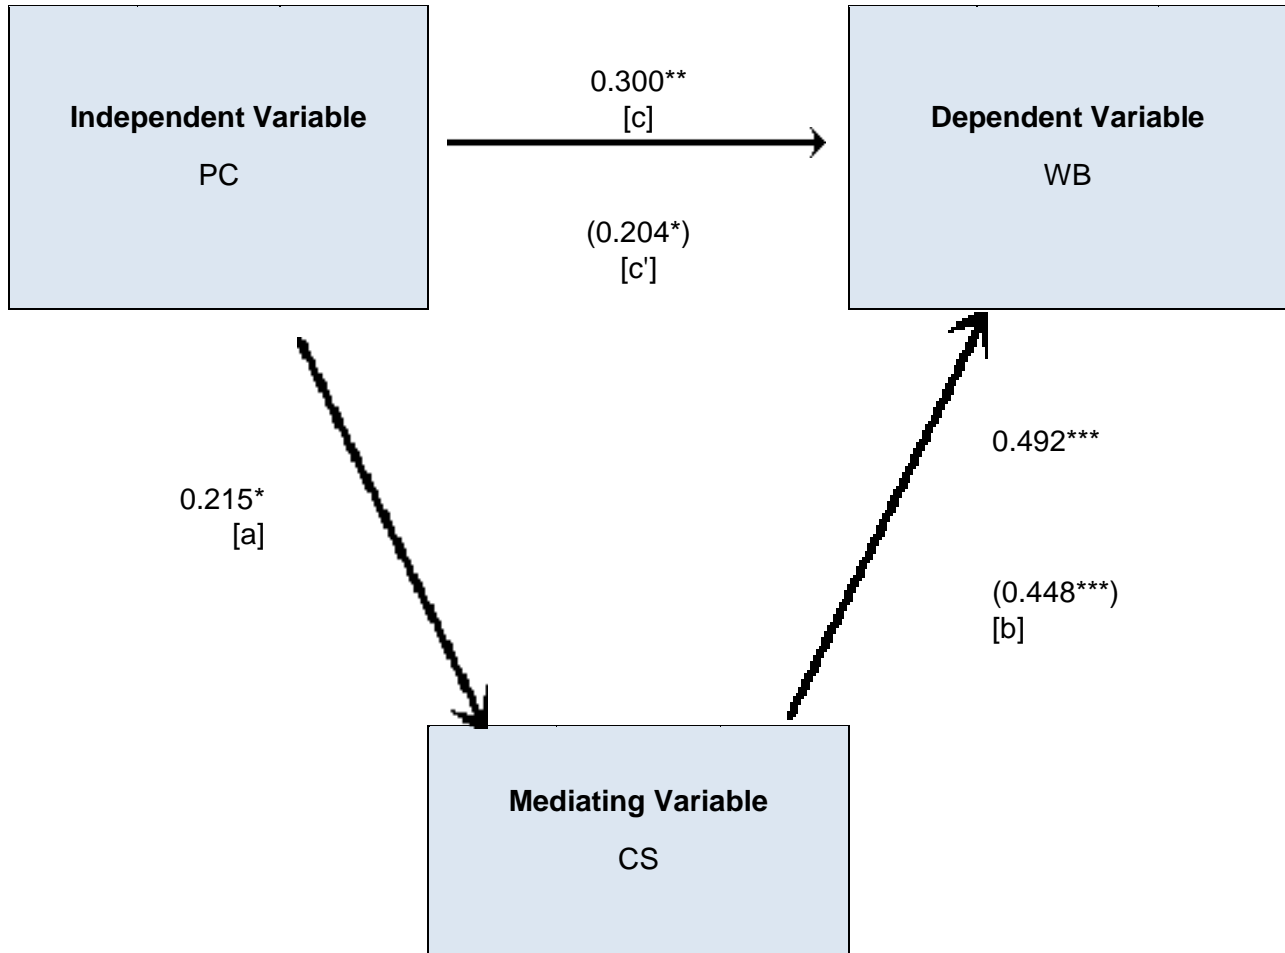 Independent Variable
PC
0.300**
[c]
(0.204*)
[c']
Dependent Variable
WB
0.215*
[a]
0.492***
(0.448***)
[b]
Mediating Variable
CS